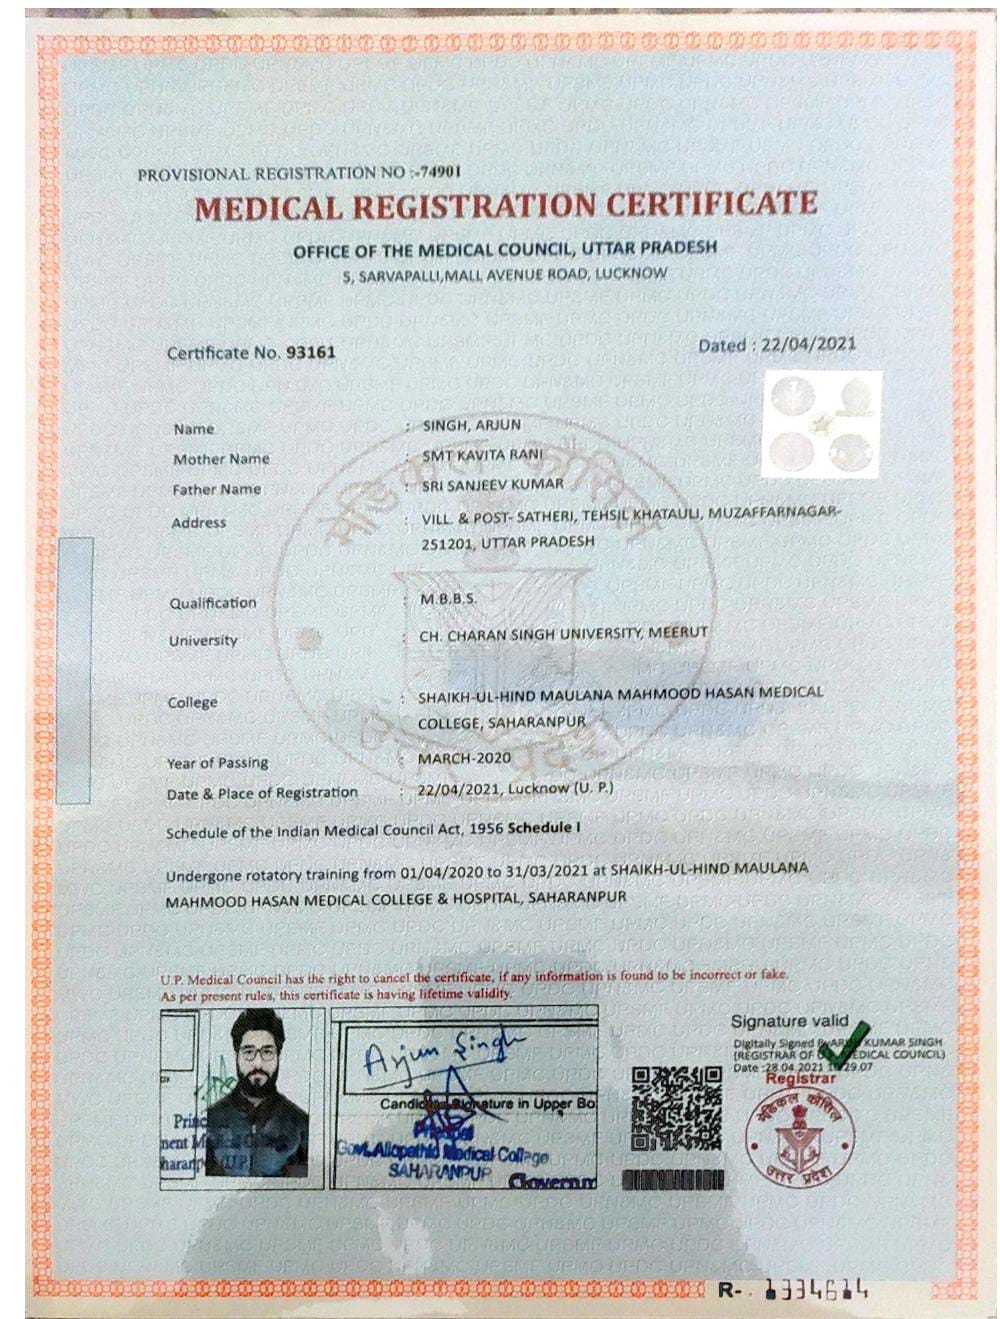 PROVISIONAL REGISTRATION NO :-74901
MEDICAL REGISTRATION CERTIFICATE
OFFICE OF THE MEDICAL COUNCIL, UTTAR PRADESH
5, SARVAPALLI,MALL AVENUE ROAD, LUCKNOW
Certificate No. 93161
Dated : 22/04/2021
Name : SINGH, ARJUN
Mother Name : SMT KAVITA RANI
Father Name : SRI SANJEEV KUMAR
Address : VILL. & POST- SATHERI, TEHSIL KHATAULI, MUZAFFARNAGAR-
251201, UTTAR PRADESH
Qualification : M.B.B.S.
University : CH. CHARAN SINGH UNIVERSITY, MEERUT
College : SHAIKH-UL-HIND MAULANA MAHMOOD HASAN MEDICAL
COLLEGE, SAHARANPUR
Year of Passing : MARCH-2020
Date & Place of Registration : 22/04/2021, Lucknow (U. P.)
Schedule of the Indian Medical Council Act, 1956 Schedule I
Undergone rotatory training from 01/04/2020 to 31/03/2021 at SHAIKH-UL-HIND MAULANA
MAHMOOD HASAN MEDICAL COLLEGE & HOSPITAL, SAHARANPUR
U.P. Medical Council has the right to cancel the certificate, if any information is found to be incorrect or fake.
As per present rules, this certificate is having lifetime validity.
Arjun Singh
Candidate Signature in Upper Bo
Principal
Govt. Allopathic Medical College
SAHARANPUR
Governm
Princ
ment Medical College
haranp (U.P.)
Signature valid
Digitally Signed By ARUN KUMAR SINGH
(REGISTRAR OF U.P. MEDICAL COUNCIL)
Date :28.04.2021 29.07
Registrar
मेडिकल कौंसिल
उत्तर प्रदेश
R- 1334614